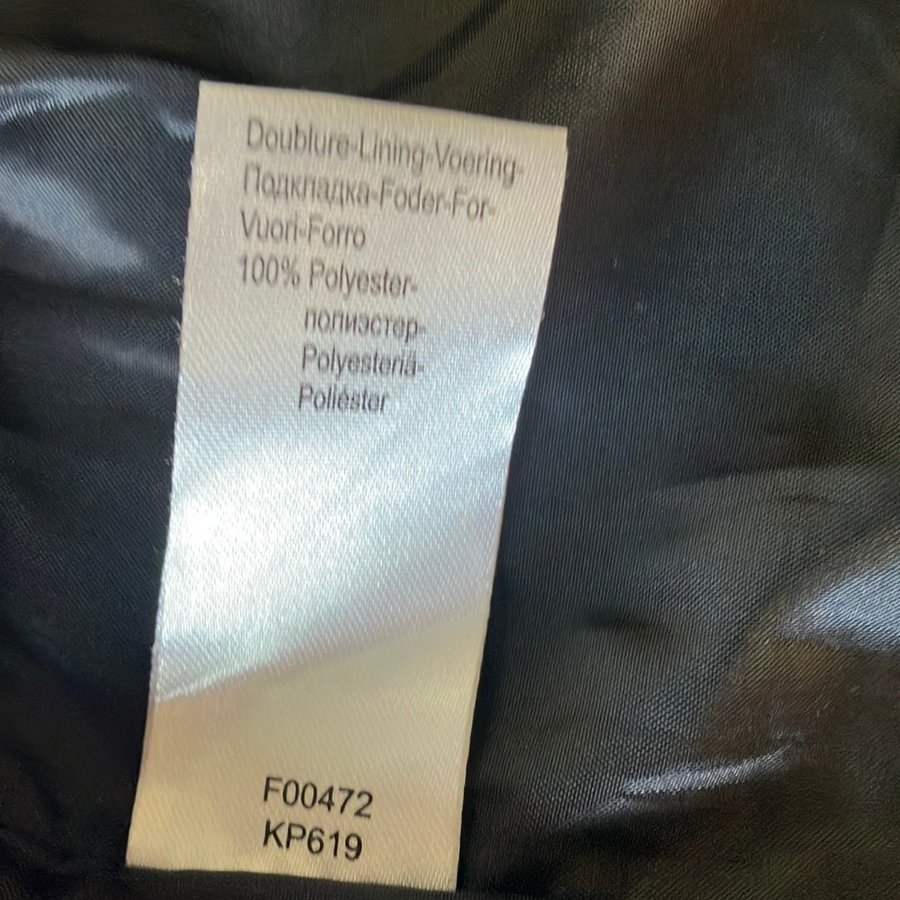 Doublure-Lining-Voering-
Подкладка-Foder-For-
Vuori-Forro
100% Polyester-
полиэстер-
Polyesteriä-
Poliéster
F00472
KP619